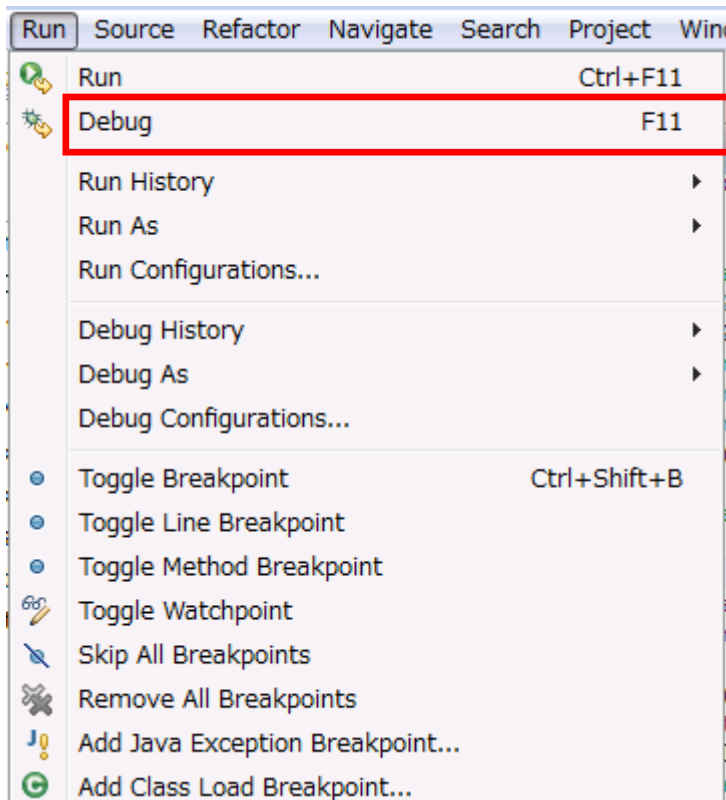 Run Source Refactor Navigate Search Project
Run Ctrl+F11
Debug F11
Run History
Run As
Run Configurations...
Debug History
Debug As
Debug Configurations...
Toggle Breakpoint Ctrl+Shift+B
Toggle Line Breakpoint
Toggle Method Breakpoint
Toggle Watchpoint
Skip All Breakpoints
Remove All Breakpoints
Add Java Exception Breakpoint...
Add Class Load Breakpoint...